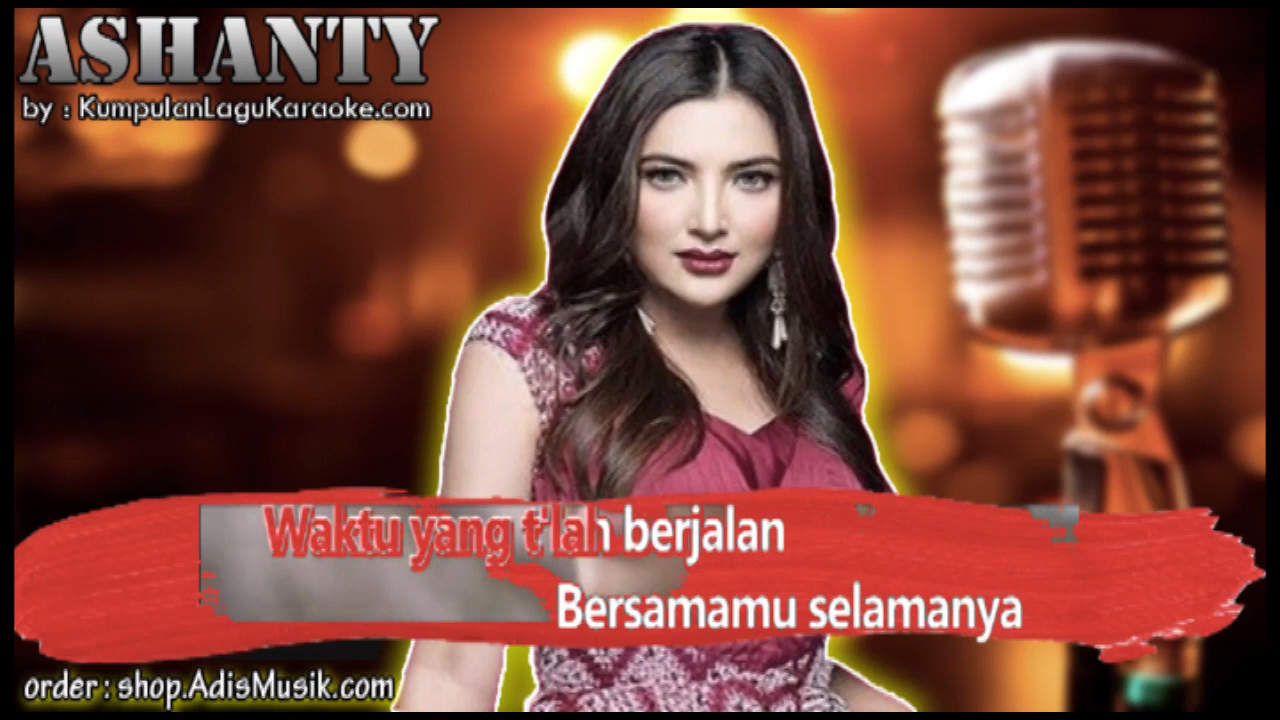 ASHANTY
by : KumpulanLaguKaraoke.com
Waktu yang t'lah berjalan
Bersamamu selamanya
order : shop.AdisMusik.com